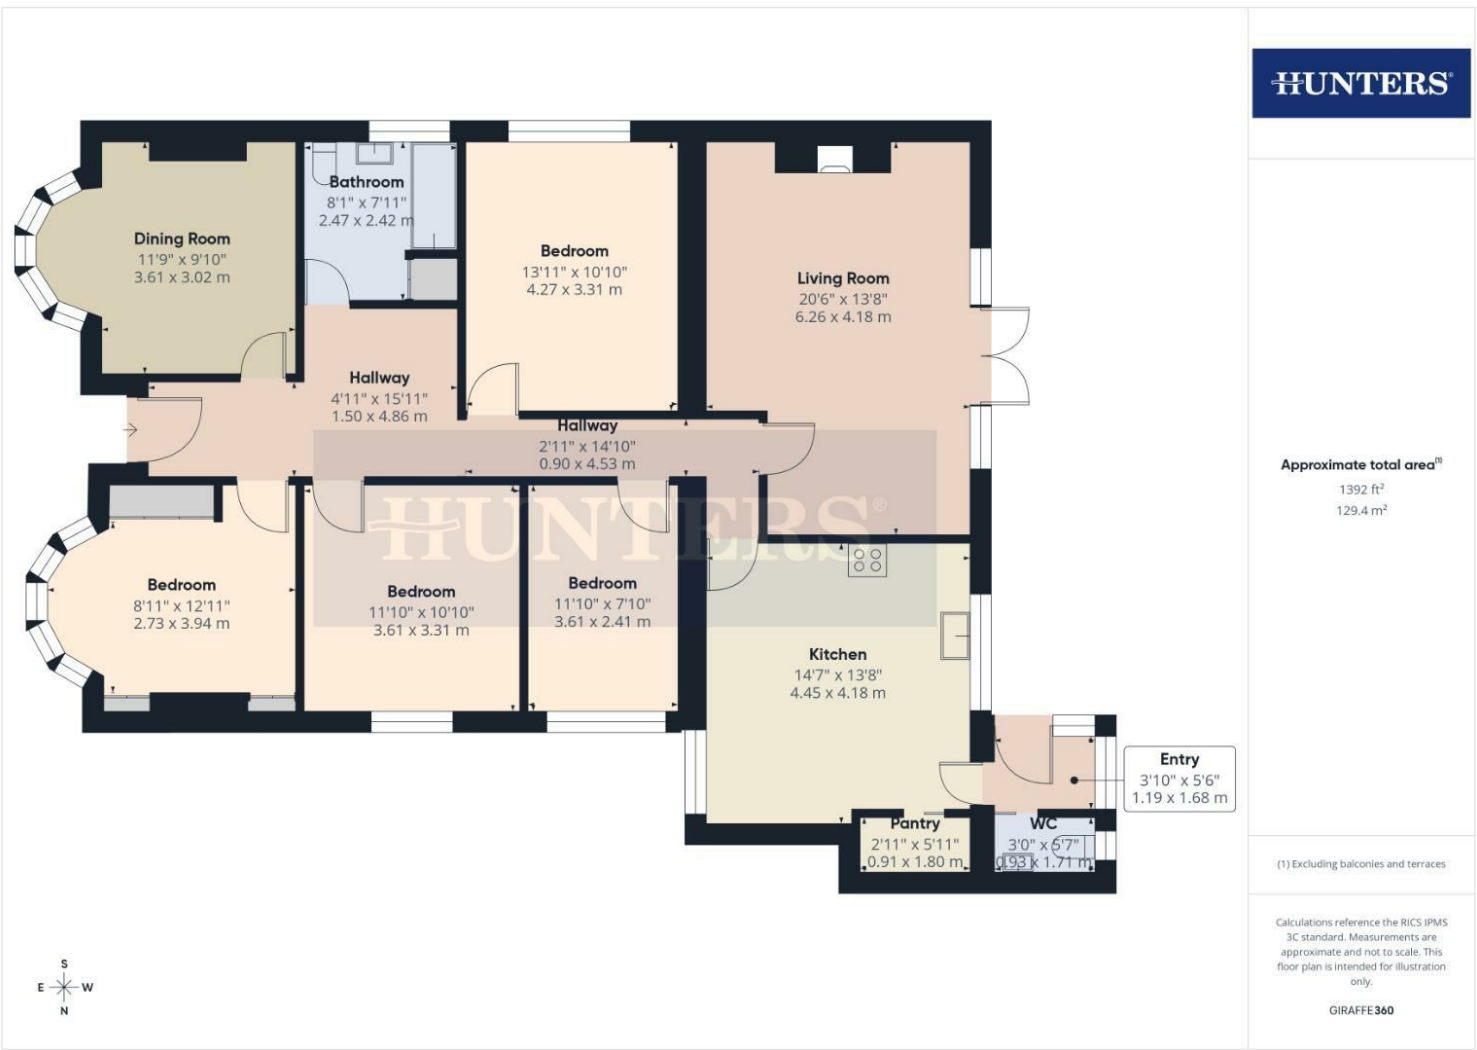 HUNTERS®
Bathroom
8'1" x 7'11"
2.47 x 2.42 m
Dining Room
11'9" x 9'10"
3.61 x 3.02 m
Bedroom
13'11" x 10'10"
4.27 x 3.31 m
Living Room
20'6" x 13'8"
6.26 x 4.18 m
Hallway
4'11" x 15'11"
1.50 x 4.86 m
Hallway
2'11" x 14'10"
0.90 x 4.53 m
HUNTERS®
Bedroom
8'11" x 12'11"
2.73 x 3.94 m
Bedroom
11'10" x 10'10"
3.61 x 3.31 m
Bedroom
11'10" x 7'10"
3.61 x 2.41 m
Kitchen
14'7" x 13'8"
4.45 x 4.18 m
Entry
3'10" x 5'6"
1.19 x 1.68 m
Pantry
2'11" x 5'11"
0.91 x 1.80 m
WC
3'0" x 5'7"
0.93 x 1.71 m
Approximate total area(1)
1392 ft²
129.4 m²
(1) Excluding balconies and terraces
Calculations reference the RICS IPMS
3C standard. Measurements are
approximate and not to scale. This
floor plan is intended for illustration
only.
GIRAFFE360
S
E W
N